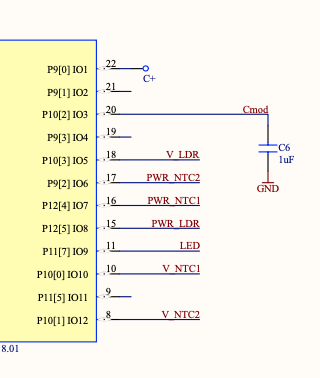 P9[0] IO1 22 C+
P9[1] IO2 21
P10[2] IO3 20 Cmod
P9[3] IO4 19
C6
1uF
P10[3] IO5 18 V_LDR
P9[2] IO6 17 PWR_NTC2
GND
P12[4] IO7 16 PWR_NTC1
P12[5] IO8 15 PWR_LDR
P11[7] IO9 11 LED
P10[0] IO10 10 V_NTC1
P11[5] IO11 9
P10[1] IO12 8 V_NTC2
8.01